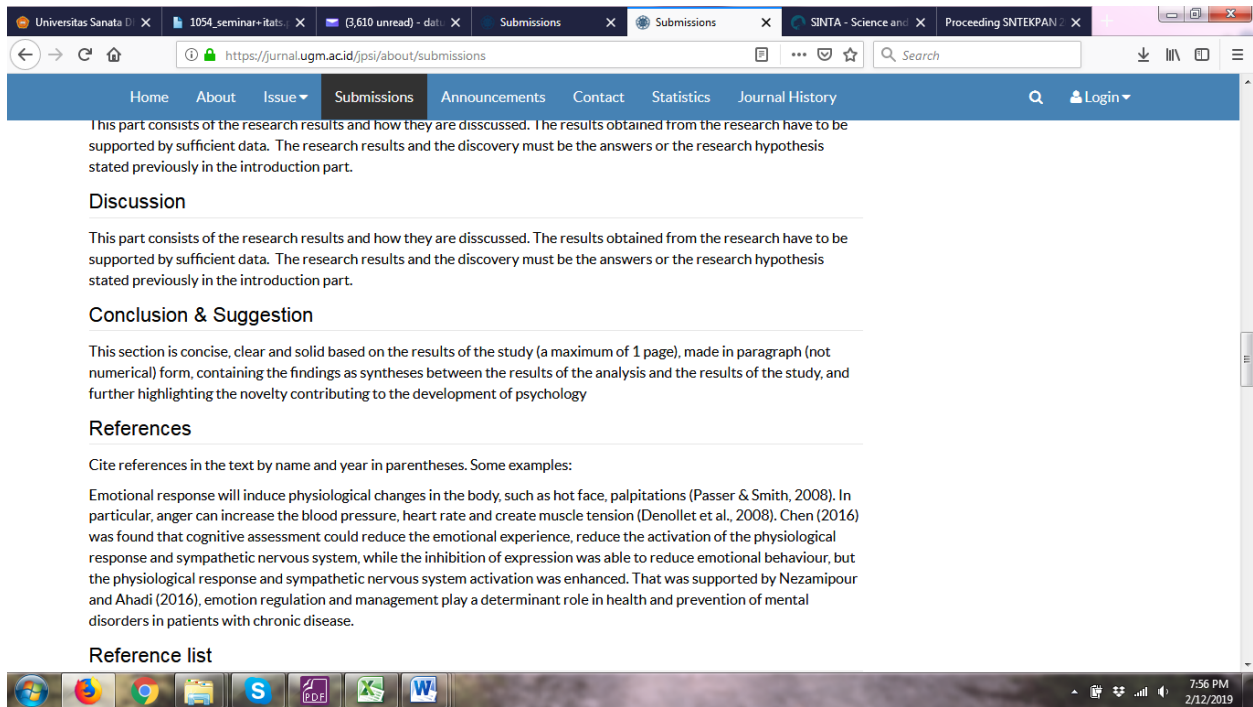 Universitas Sanata D
1054_seminar+itats.p
(3,610 unread) - datu
Submissions
Submissions
SINTA - Science and
Proceeding SNTEKPAN 2
https://jurnal.ugm.ac.id/jpsi/about/submissions
Search
Home About Issue Submissions Announcements Contact Statistics Journal History Login
This part consists of the research results and how they are disscussed. The results obtained from the research have to be
supported by sufficient data. The research results and the discovery must be the answers or the research hypothesis
stated previously in the introduction part.
Discussion
This part consists of the research results and how they are disscussed. The results obtained from the research have to be
supported by sufficient data. The research results and the discovery must be the answers or the research hypothesis
stated previously in the introduction part.
Conclusion & Suggestion
This section is concise, clear and solid based on the results of the study (a maximum of 1 page), made in paragraph (not
numerical) form, containing the findings as syntheses between the results of the analysis and the results of the study, and
further highlighting the novelty contributing to the development of psychology
References
Cite references in the text by name and year in parentheses. Some examples:
Emotional response will induce physiological changes in the body, such as hot face, palpitations (Passer & Smith, 2008). In
particular, anger can increase the blood pressure, heart rate and create muscle tension (Denollet et al., 2008). Chen (2016)
was found that cognitive assessment could reduce the emotional experience, reduce the activation of the physiological
response and sympathetic nervous system, while the inhibition of expression was able to reduce emotional behaviour, but
the physiological response and sympathetic nervous system activation was enhanced. That was supported by Nezamipour
and Ahadi (2016), emotion regulation and management play a determinant role in health and prevention of mental
disorders in patients with chronic disease.
Reference list
7:56 PM
2/12/2019